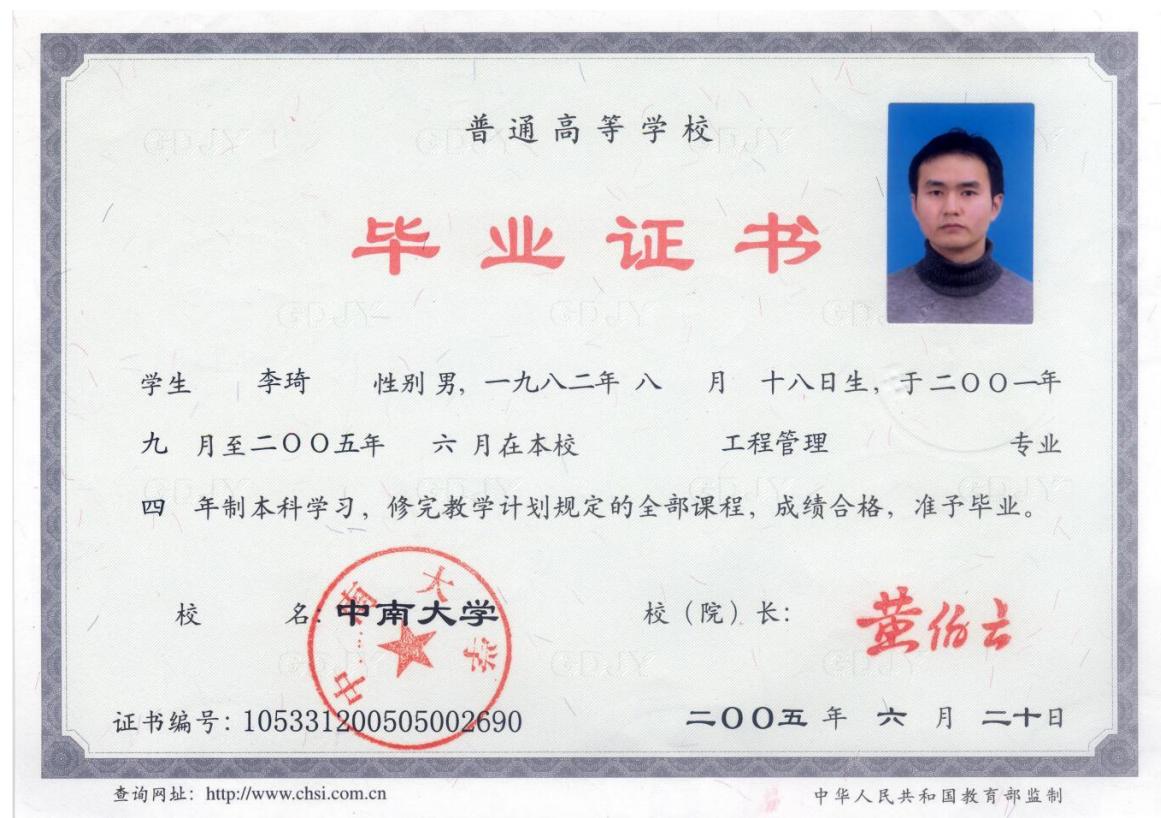 普通高等学校
毕业证书
学生 李琦 性别 男，一九八二年 八 月 十八日生，于二〇〇一年
九 月至二〇〇五年 六 月在本校 工程管理 专业
四 年制本科学习，修完教学计划规定的全部课程，成绩合格，准予毕业。
校 名：中南大学 校（院）长： 黄伯云
中南大学
证书编号：105331200505002690 二〇〇五 年 六 月 二十日
查询网址：http://www.chsi.com.cn 中华人民共和国教育部监制